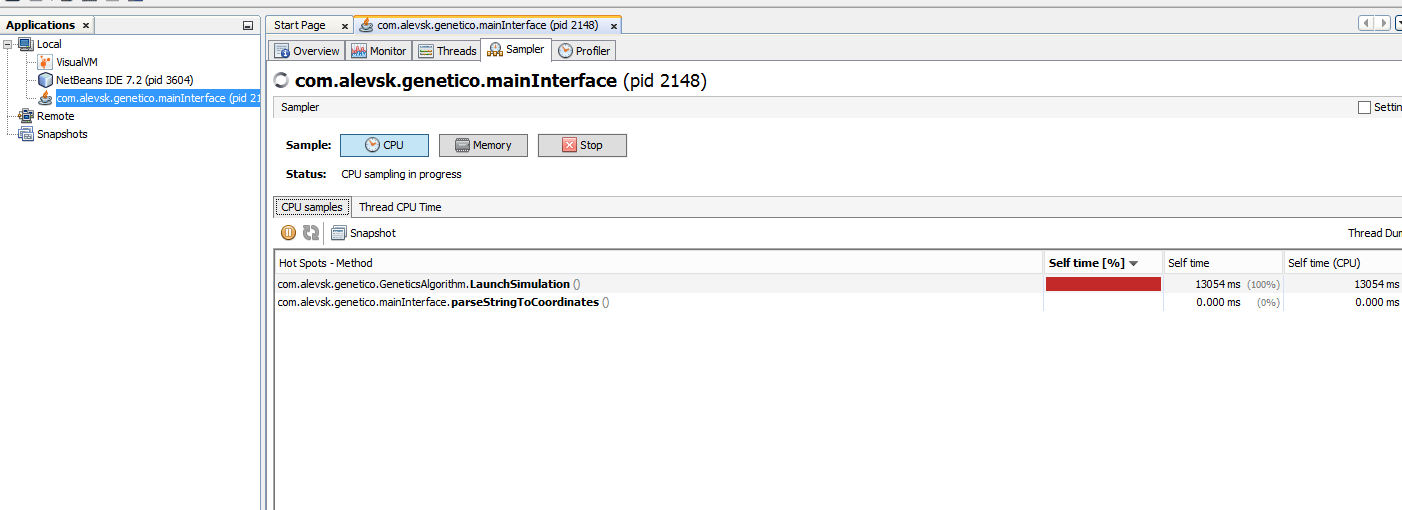 Applications
Start Page
com.alevsk.genetico.mainInterface (pid 2148)
Local
VisualVM
NetBeans IDE 7.2 (pid 3604)
com.alevsk.genetico.mainInterface (pid 21
Remote
Snapshots
Overview Monitor Threads Sampler Profiler
com.alevsk.genetico.mainInterface (pid 2148)
Sampler
Settin
Sample: CPU Memory Stop
Status: CPU sampling in progress
CPU samples Thread CPU Time
Snapshot
Thread Dur
Hot Spots - Method Self time [%] Self time Self time (CPU)
com.alevsk.genetico.GeneticsAlgorithm.LaunchSimulation () 13054 ms (100%) 13054 ms
com.alevsk.genetico.mainInterface.parseStringToCoordinates () 0.000 ms (0%) 0.000 ms